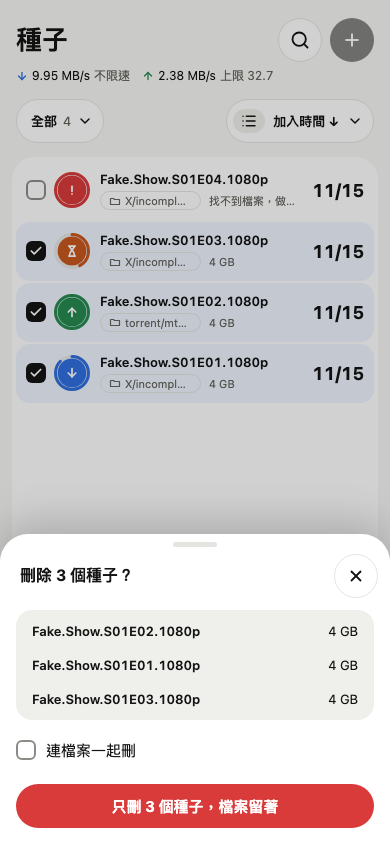 種子
9.95 MB/s 不限速 2.38 MB/s 上限 32.7
全部 4
加入時間 ↓
Fake.Show.S01E04.1080p
X/incompl... 找不到檔案，做...
11/15
Fake.Show.S01E03.1080p
X/incompl... 4 GB
11/15
Fake.Show.S01E02.1080p
torrent/mt... 4 GB
11/15
Fake.Show.S01E01.1080p
X/incompl... 4 GB
11/15
刪除 3 個種子？
Fake.Show.S01E02.1080p 4 GB
Fake.Show.S01E01.1080p 4 GB
Fake.Show.S01E03.1080p 4 GB
連檔案一起刪
只刪 3 個種子，檔案留著